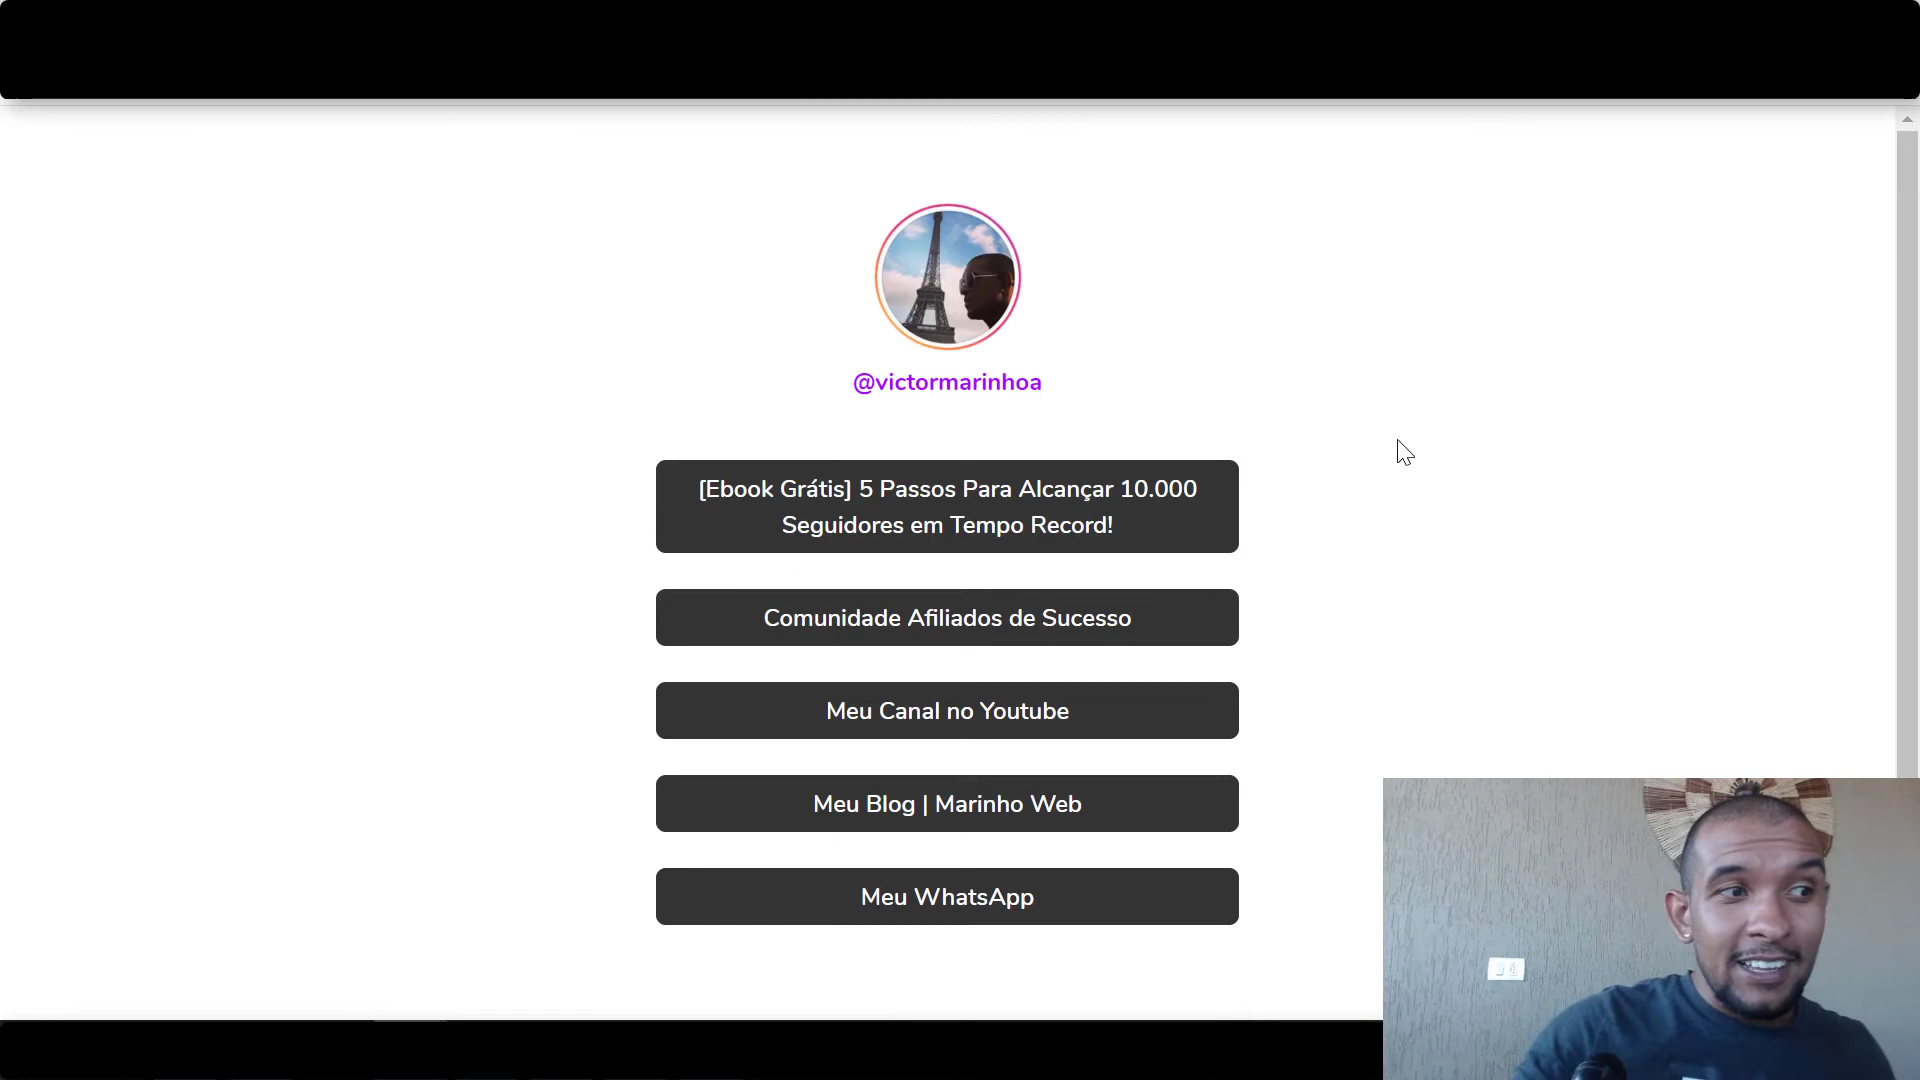 @victormarinhoa
[Ebook Grátis] 5 Passos Para Alcançar 10.000
Seguidores em Tempo Record!
Comunidade Afiliados de Sucesso
Meu Canal no Youtube
Meu Blog | Marinho Web
Meu WhatsApp